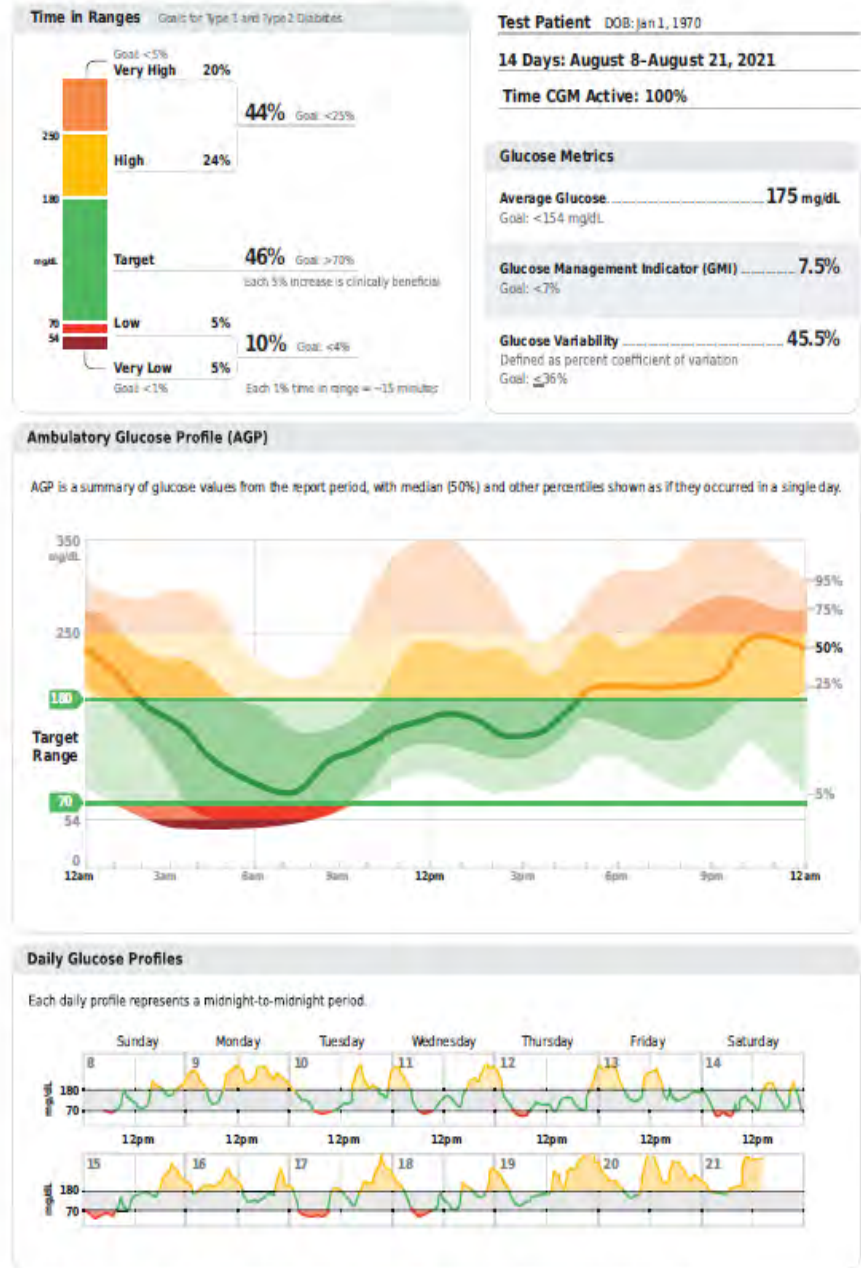 Time in Ranges Goals for Type 1 and Type 2 Diabetes
Goal: <5%
Very High 20%
44% Goal: <25%
250
High 24%
180
mg/dL
Target 46% Goal: >70%
Each 5% increase is clinically beneficial
70
Low 5%
54
10% Goal: <4%
Very Low 5%
Goal: <1% Each 1% time in range = ~15 minutes
Test Patient DOB: Jan 1, 1970
14 Days: August 8–August 21, 2021
Time CGM Active: 100%
Glucose Metrics
Average Glucose 175 mg/dL
Goal: <154 mg/dL
Glucose Management Indicator (GMI) 7.5%
Goal: <7%
Glucose Variability 45.5%
Defined as percent coefficient of variation
Goal: ≤36%
Ambulatory Glucose Profile (AGP)
AGP is a summary of glucose values from the report period, with median (50%) and other percentiles shown as if they occurred in a single day.
350
mg/dL
95%
75%
250
50%
25%
180
Target
Range
70
5%
54
0
12am 3am 6am 9am 12pm 3pm 6pm 9pm 12am
Daily Glucose Profiles
Each daily profile represents a midnight-to-midnight period.
Sunday Monday Tuesday Wednesday Thursday Friday Saturday
8 9 10 11 12 13 14
mg/dL
180
70
12pm 12pm 12pm 12pm 12pm 12pm 12pm
15 16 17 18 19 20 21
mg/dL
180
70